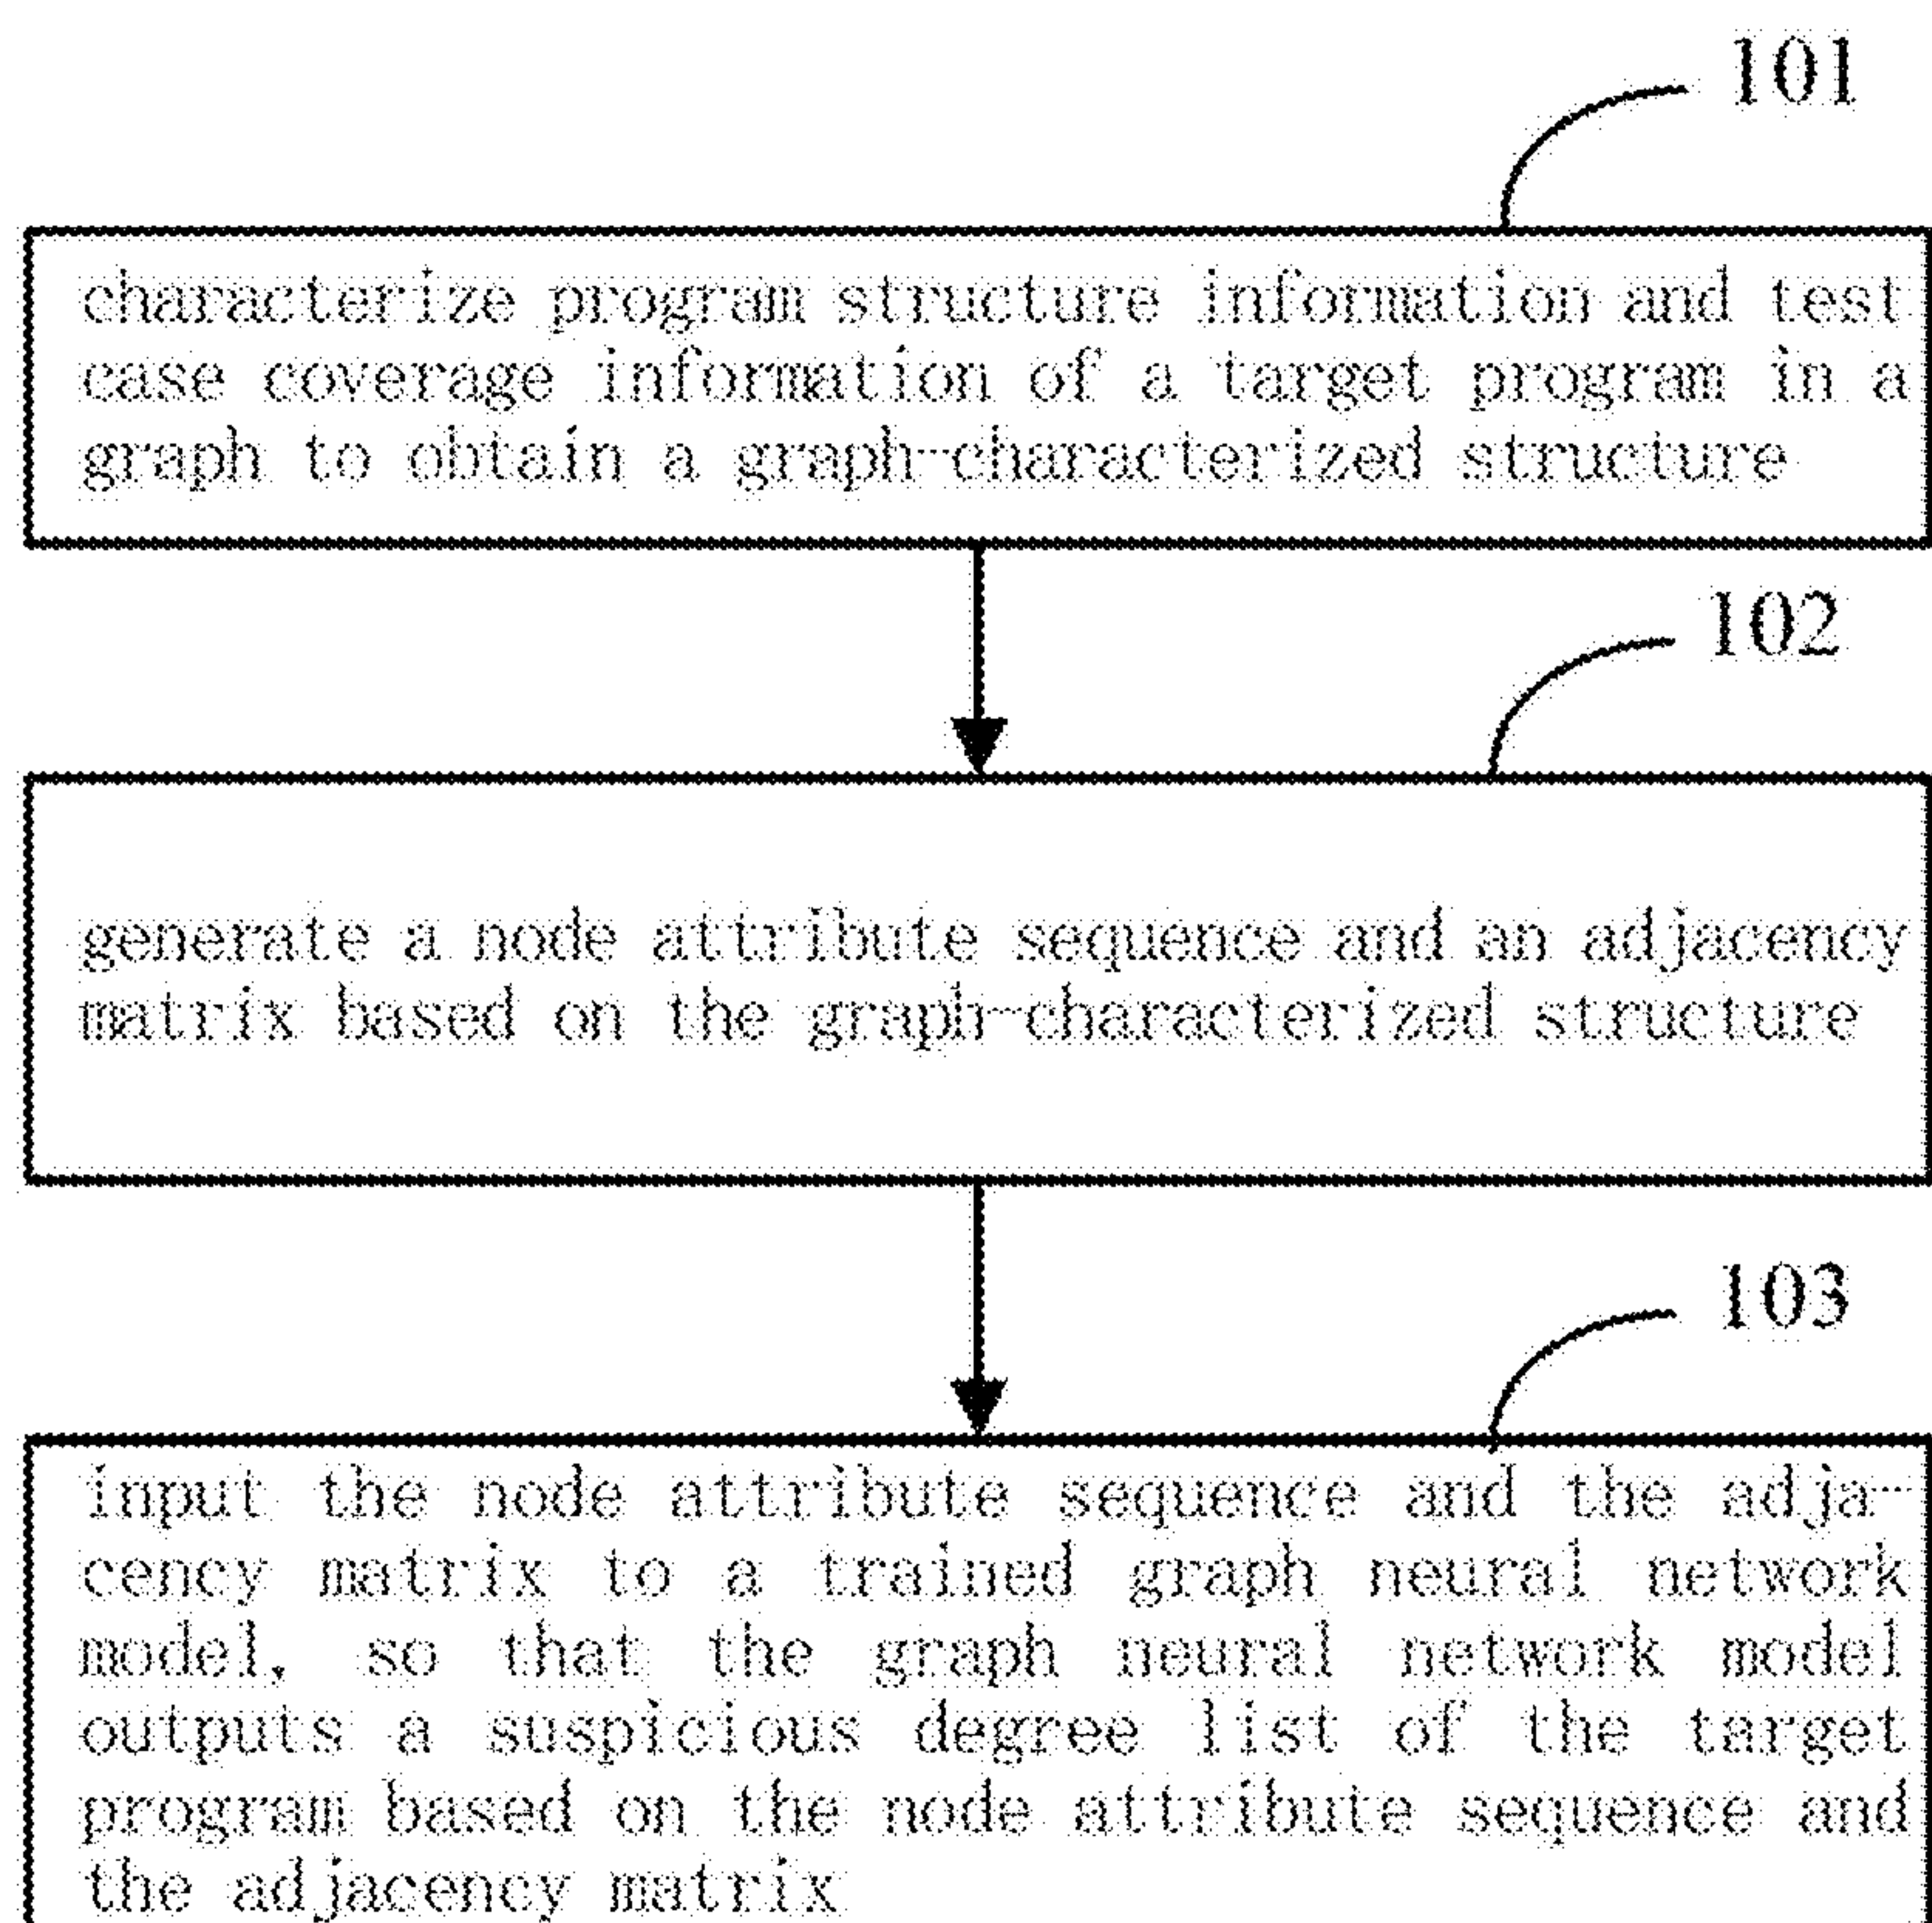 101
characterize program structure information and test
case coverage information of a target program in a
graph to obtain a graph-characterized structure
102
generate a node attribute sequence and an adjacency
matrix based on the graph-characterized structure
103
input the node attribute sequence and the adja-
cency matrix to a trained graph neural network
model, so that the graph neural network model
outputs a suspicious degree list of the target
program based on the node attribute sequence and
the adjacency matrix